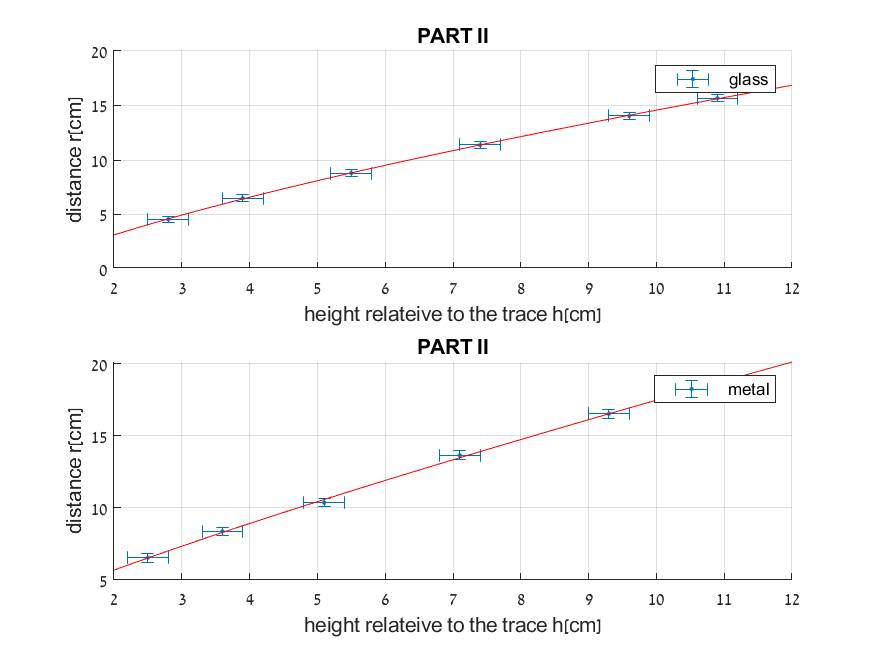 PART II
20
15
10
5
0
distance r[cm]
glass
2 3 4 5 6 7 8 9 10 11 12
height relateive to the trace h[cm]
PART II
20
15
10
5
distance r[cm]
metal
2 3 4 5 6 7 8 9 10 11 12
height relateive to the trace h[cm]